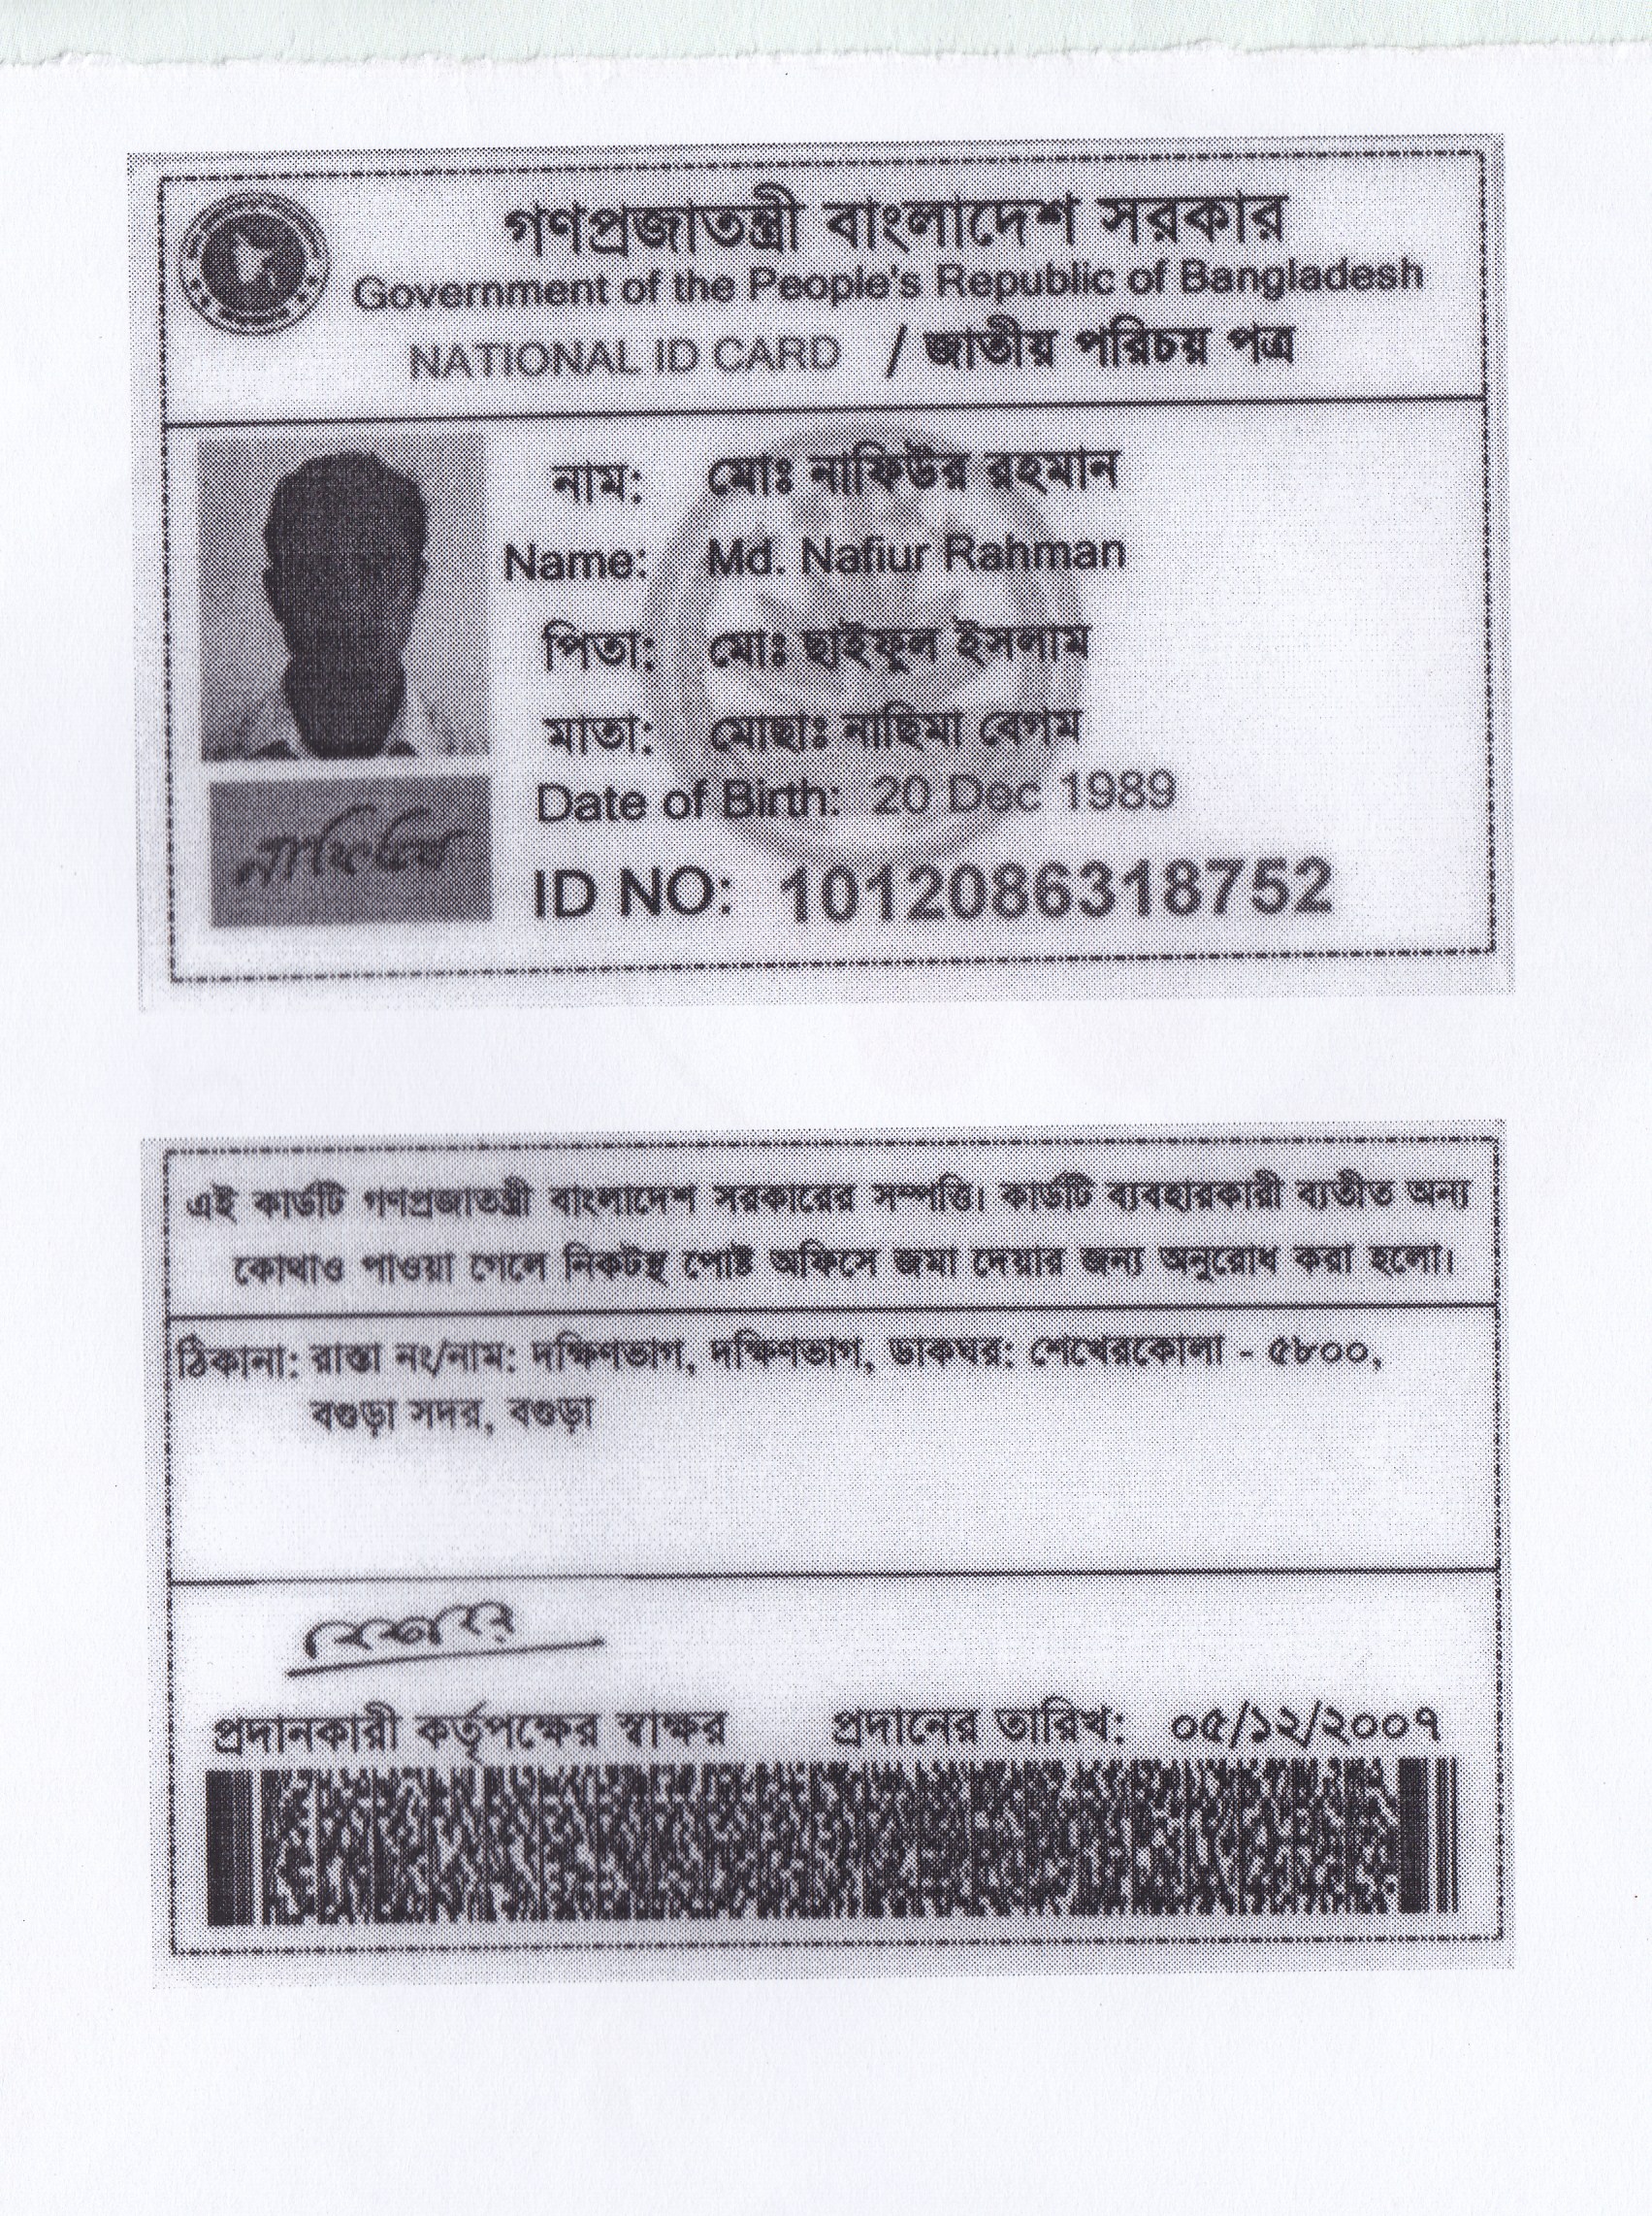 গণপ্রজাতন্ত্রী বাংলাদেশ সরকার
Government of the People's Republic of Bangladesh
NATIONAL ID CARD / জাতীয় পরিচয় পত্র
নাম: মোঃ নাফিউর রহমান
Name: Md. Nafiur Rahman
পিতা: মোঃ ছাইফুল ইসলাম
মাতা: মোছাঃ নাছিমা বেগম
Date of Birth: 20 Dec 1989
ID NO: 1012086318752
এই কার্ডটি গণপ্রজাতন্ত্রী বাংলাদেশ সরকারের সম্পত্তি। কার্ডটি ব্যবহারকারী ব্যতীত অন্য
কোথাও পাওয়া গেলে নিকটস্থ পোষ্ট অফিসে জমা দেয়ার জন্য অনুরোধ করা হলো।
ঠিকানা: রাস্তা নং/নাম: দক্ষিণভাগ, দক্ষিণভাগ, ডাকঘর: শেখেরকোলা - ৫৮০০,
বগুড়া সদর, বগুড়া
প্রদানকারী কর্তৃপক্ষের স্বাক্ষর প্রদানের তারিখ: ০৫/১২/২০০৭